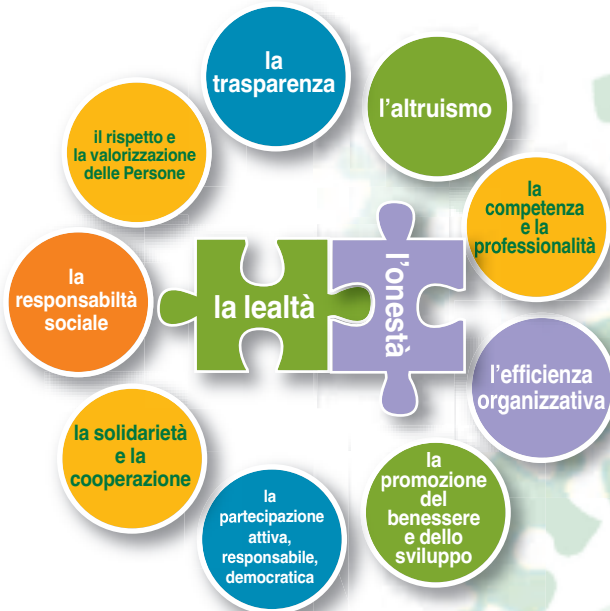 la
trasparenza
l'altruismo
il rispetto e
la valorizzazione
delle Persone
la
competenza
e la
professionalità
la
responsabiltà
sociale
la lealtà
l'onestà
l'efficienza
organizzativa
la solidarietà
e la
cooperazione
la
promozione
del
benessere
e dello
sviluppo
la
partecipazione
attiva,
responsabile,
democratica